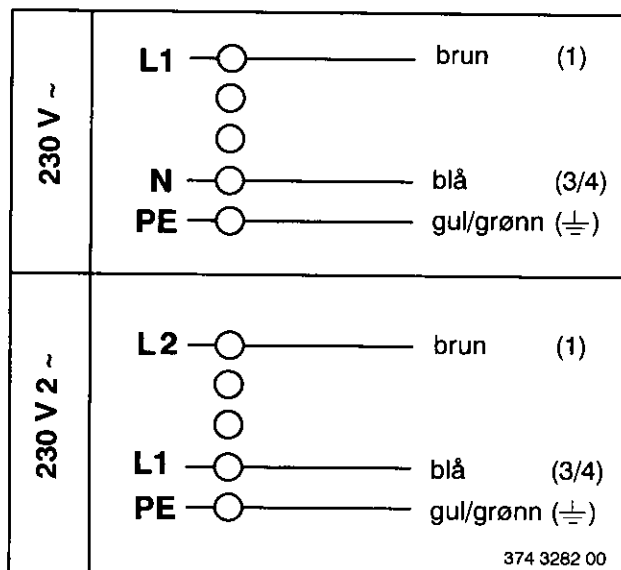 230 V ~
L1 brun (1)
N blå (3/4)
PE gul/grønn (⏚)
230 V 2 ~
L2 brun (1)
L1 blå (3/4)
PE gul/grønn (⏚)
374 3282 00